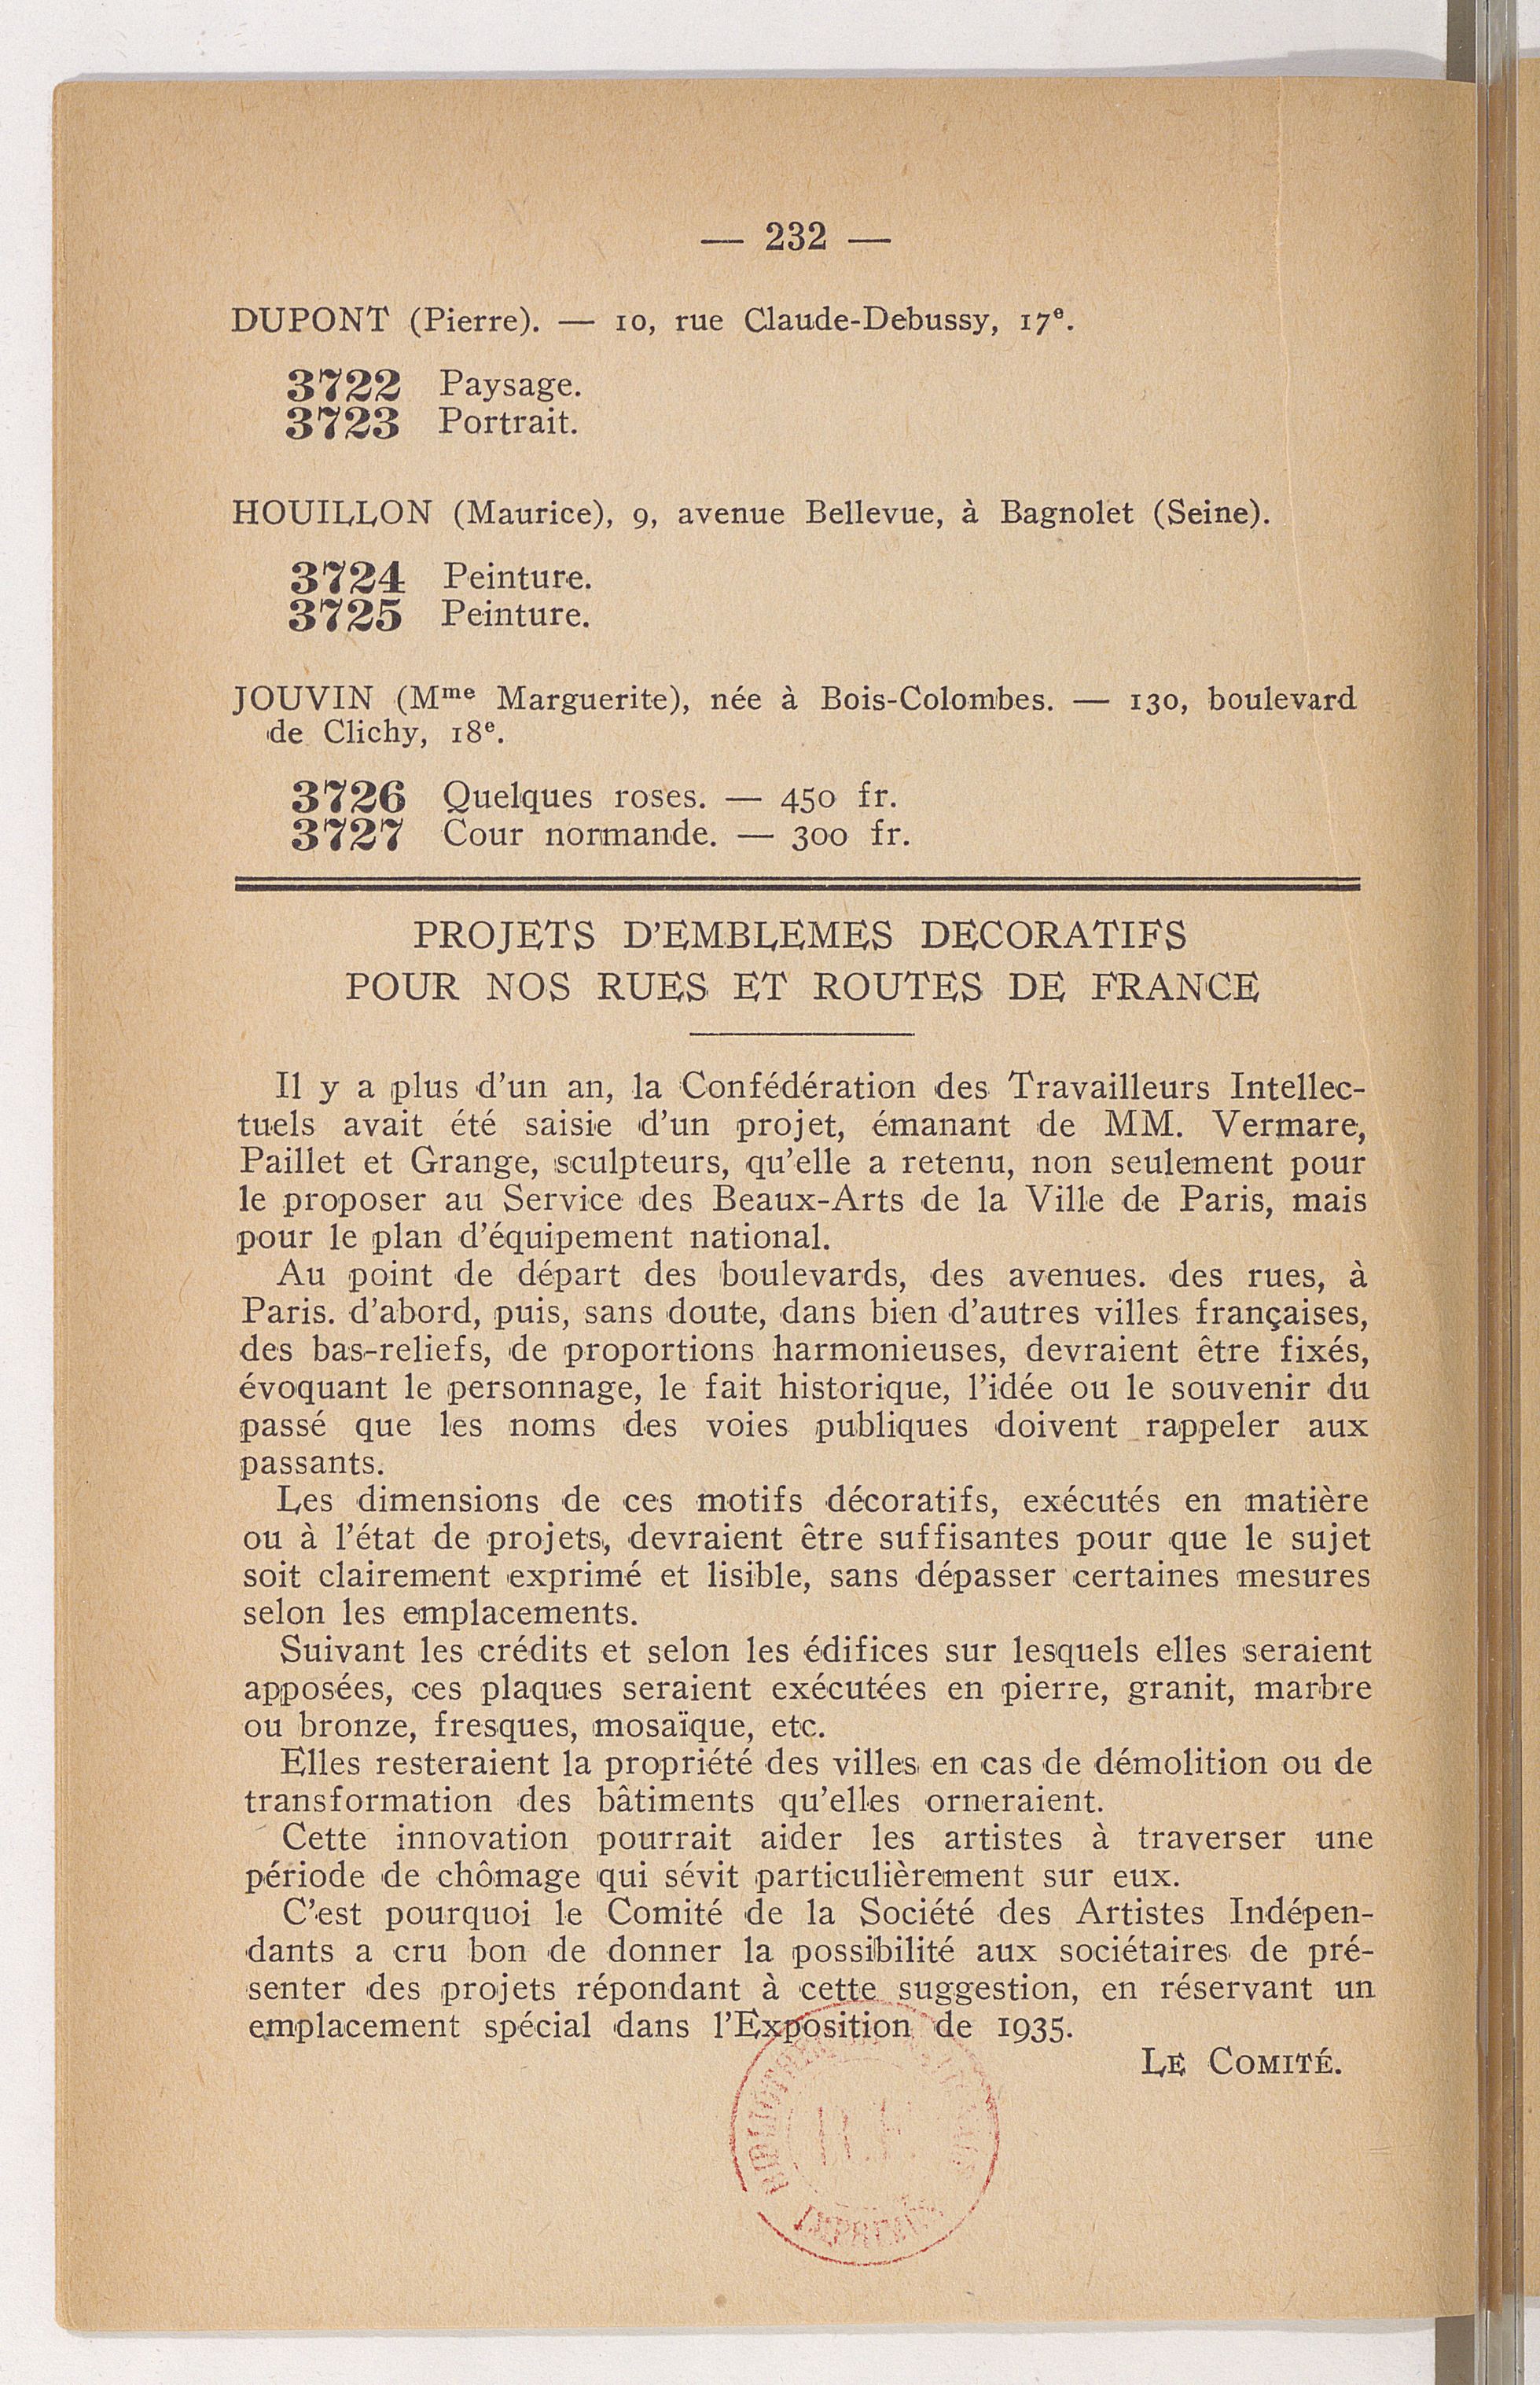 — 232 —
DUPONT (Pierre). — 10, rue Claude-Debussy, 17e.
3722 Paysage.
3723 Portrait.
HOUILLON (Maurice), 9, avenue Bellevue, à Bagnolet (Seine).
3724 Peinture.
3725 Peinture.
JOUVIN (Mme Marguerite), née à Bois-Colombes. — 130, boulevard
de Clichy, 18e.
3726 Quelques roses. — 450 fr.
3727 Cour normande. — 300 fr.
PROJETS D'EMBLEMES DECORATIFS
POUR NOS RUES ET ROUTES DE FRANCE
Il y a plus d'un an, la Confédération des Travailleurs Intellec-
tuels avait été saisie d'un projet, émanant de MM. Vermare,
Paillet et Grange, sculpteurs, qu'elle a retenu, non seulement pour
le proposer au Service des Beaux-Arts de la Ville de Paris, mais
pour le plan d'équipement national.
Au point de départ des boulevards, des avenues. des rues, à
Paris. d'abord, puis, sans doute, dans bien d'autres villes françaises,
des bas-reliefs, de proportions harmonieuses, devraient être fixés,
évoquant le personnage, le fait historique, l'idée ou le souvenir du
passé que les noms des voies publiques doivent rappeler aux
passants.
Les dimensions de ces motifs décoratifs, exécutés en matière
ou à l'état de projets, devraient être suffisantes pour que le sujet
soit clairement exprimé et lisible, sans dépasser certaines mesures
selon les emplacements.
Suivant les crédits et selon les édifices sur lesquels elles seraient
apposées, ces plaques seraient exécutées en pierre, granit, marbre
ou bronze, fresques, mosaïque, etc.
Elles resteraient la propriété des villes en cas de démolition ou de
transformation des bâtiments qu'elles orneraient.
Cette innovation pourrait aider les artistes à traverser une
période de chômage qui sévit particulièrement sur eux.
C'est pourquoi le Comité de la Société des Artistes Indépen-
dants a cru bon de donner la possibilité aux sociétaires de pré-
senter des projets répondant à cette suggestion, en réservant un
emplacement spécial dans l'Exposition de 1935.
LE COMITÉ.